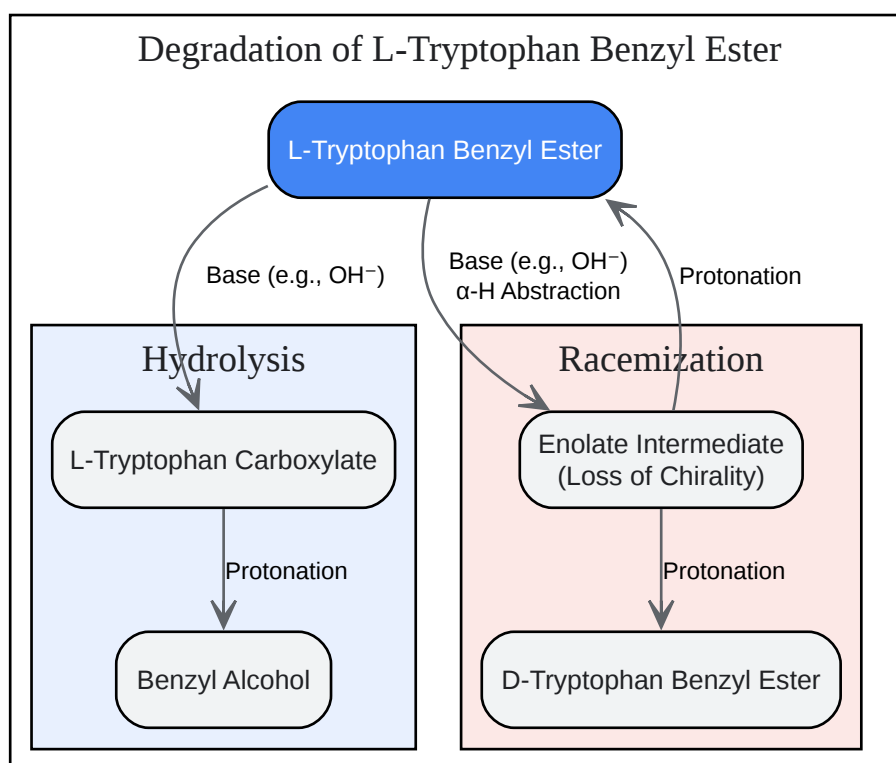 Degradation of L-Tryptophan Benzyl Ester
L-Tryptophan Benzyl Ester
Base (e.g., OH⁻)
Base (e.g., OH⁻)
α-H Abstraction
Protonation
Hydrolysis
Racemization
L-Tryptophan Carboxylate
Enolate Intermediate
(Loss of Chirality)
Protonation
Protonation
Benzyl Alcohol
D-Tryptophan Benzyl Ester